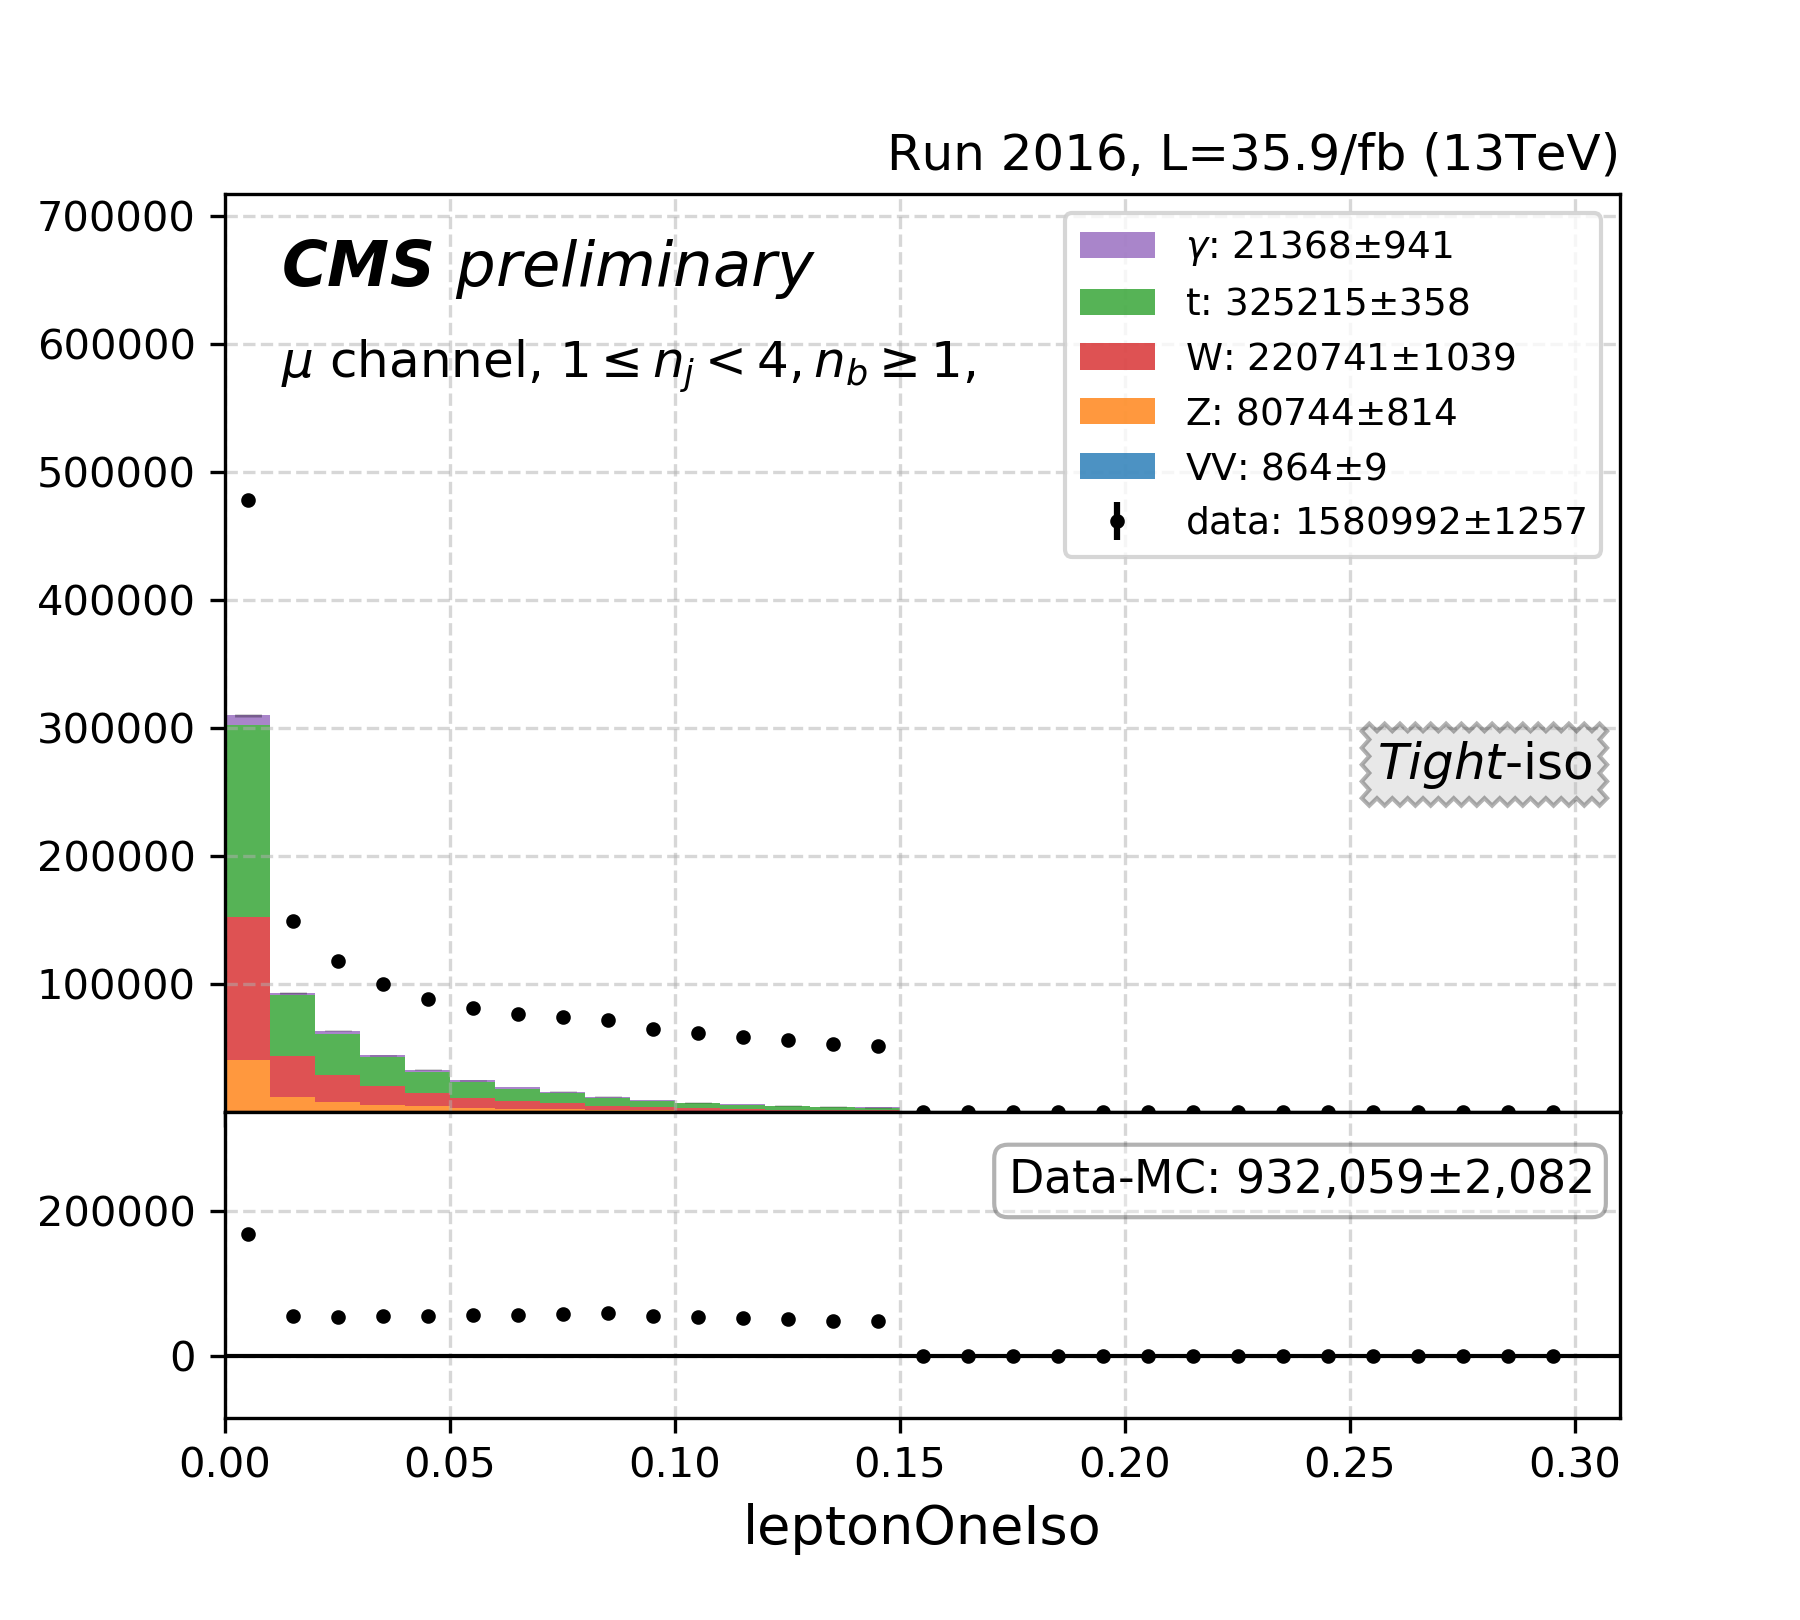 Run 2016, L=35.9/fb (13TeV)
700000
600000
500000
400000
300000
200000
100000
CMS preliminary
μ channel, 1 ≤ nⱼ < 4, n_b ≥ 1,
γ: 21368±941
t: 325215±358
W: 220741±1039
Z: 80744±814
VV: 864±9
data: 1580992±1257
Tight-iso
Data-MC: 932,059±2,082
200000
0
0.00 0.05 0.10 0.15 0.20 0.25 0.30
leptonOneIso